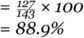 = 127/143 × 100
= 88.9%